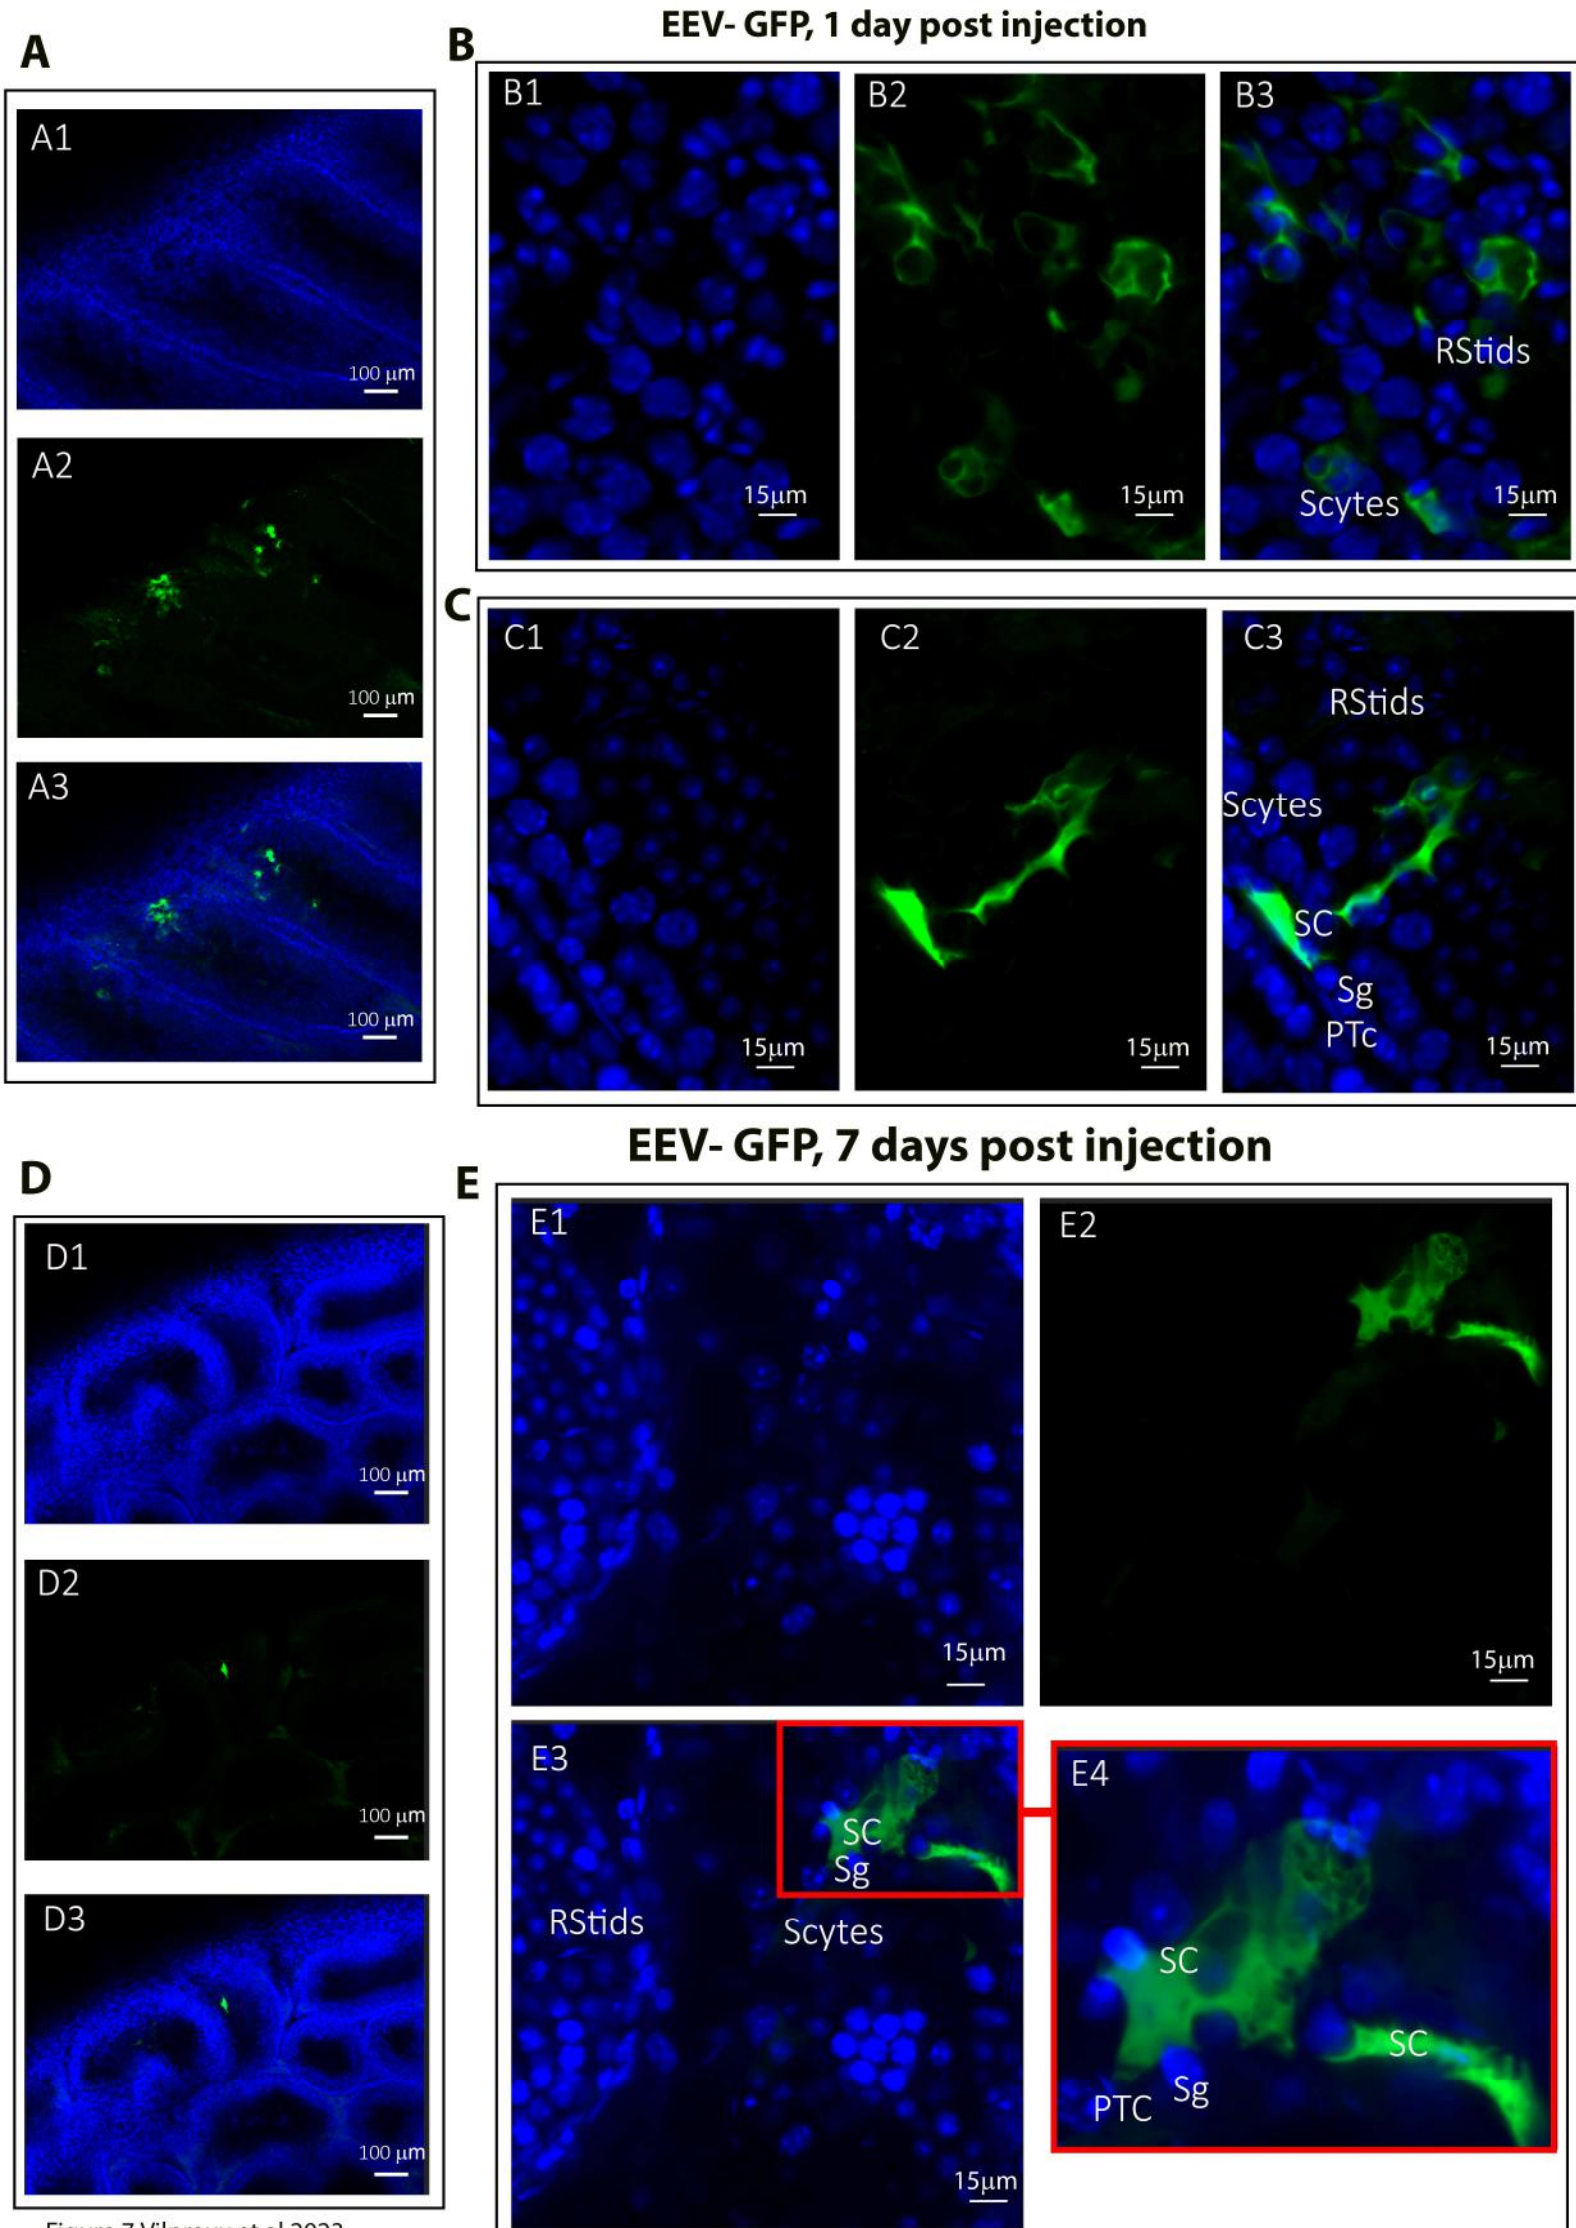 EEV- GFP, 1 day post injection
A
A1
100 μm
A2
100 μm
A3
100 μm
B
B1
15μm
B2
15μm
B3
RStids
Scytes
15μm
C
C1
15μm
C2
15μm
C3
RStids
Scytes
SC
Sg
PTc
15μm
EEV- GFP, 7 days post injection
D
D1
100 μm
D2
100 μm
D3
100 μm
E
E1
15μm
E2
15μm
E3
SC
Sg
RStids
Scytes
15μm
E4
SC
SC
Sg
PTC